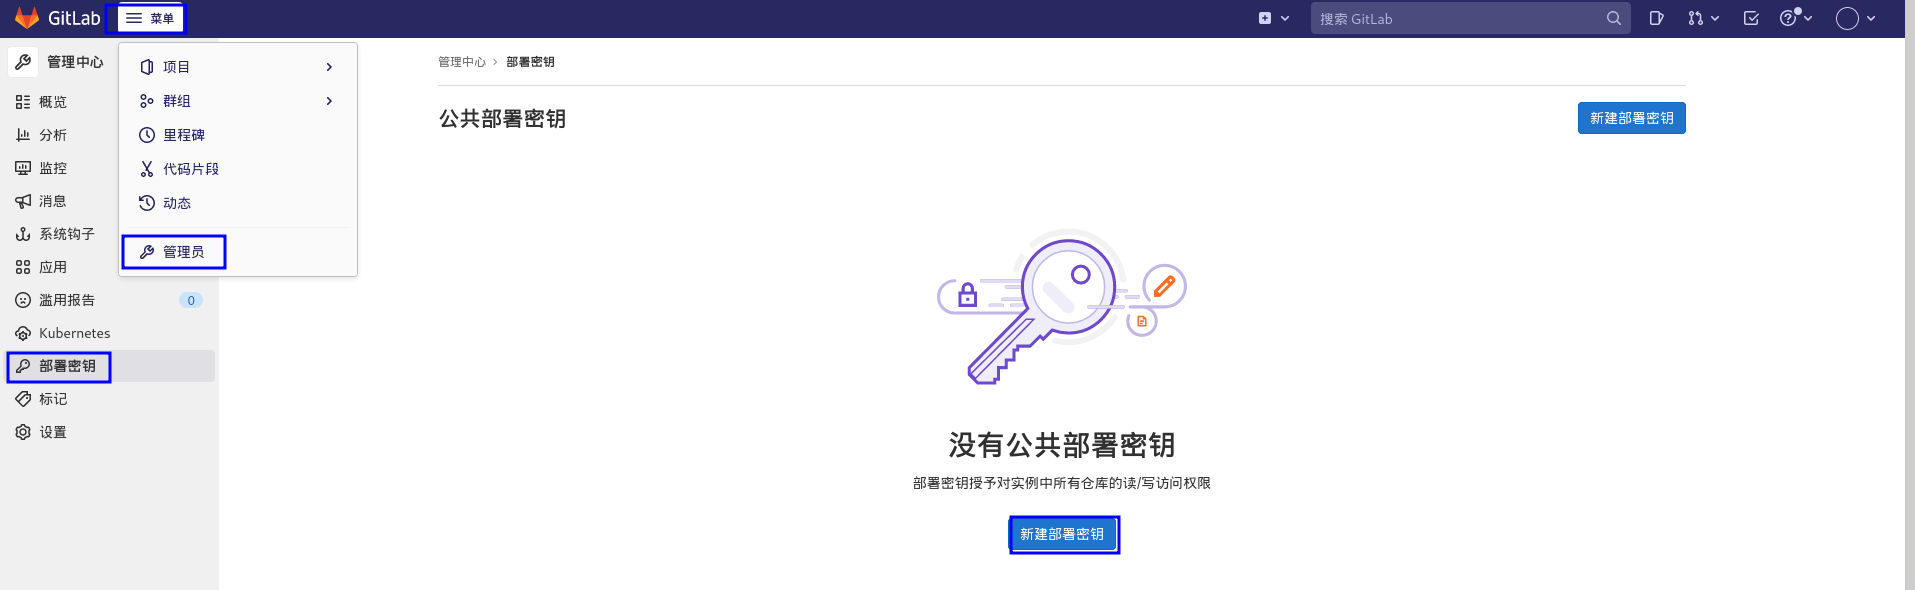 GitLab
菜单
搜索 GitLab
管理中心
项目
群组
里程碑
代码片段
动态
管理员
概览
分析
监控
消息
系统钩子
应用
滥用报告 0
Kubernetes
部署密钥
标记
设置
管理中心 › 部署密钥
公共部署密钥
新建部署密钥
没有公共部署密钥
部署密钥授予对实例中所有仓库的读/写访问权限
新建部署密钥